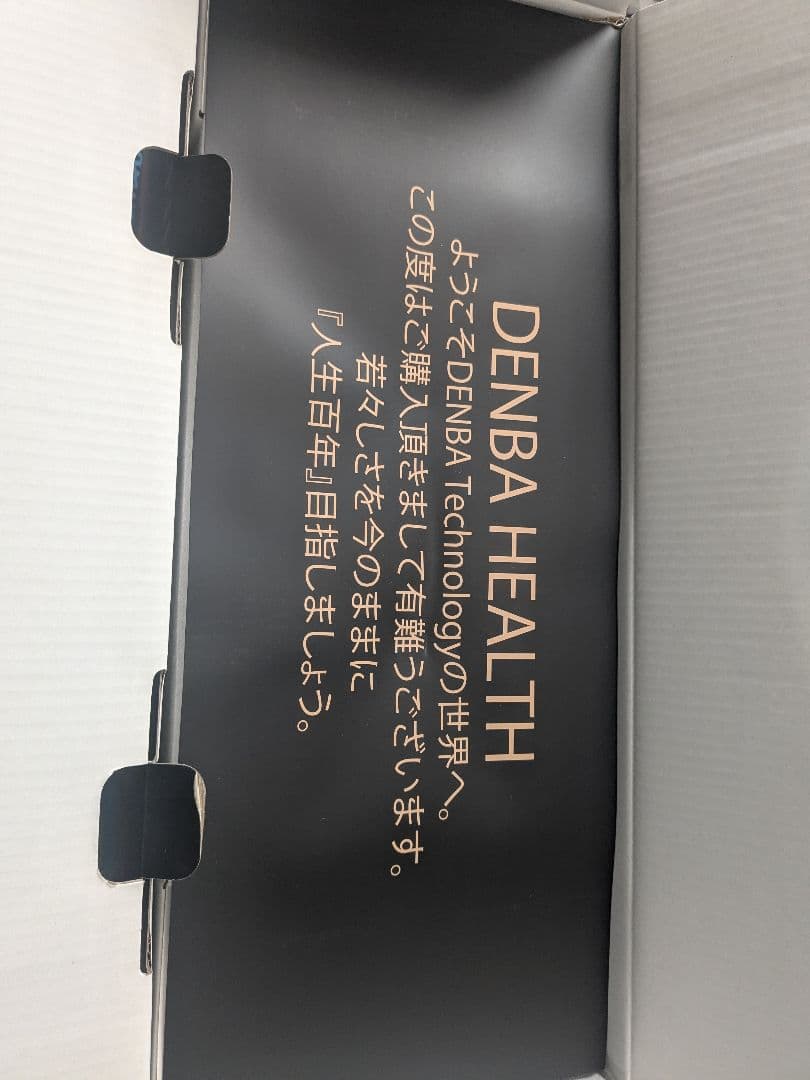 DENBA HEALTH
ようこそDENBA Technologyの世界へ。
この度はご購入頂きまして有難うございます。
若々しさを今のままに
『人生百年』目指しましょう。